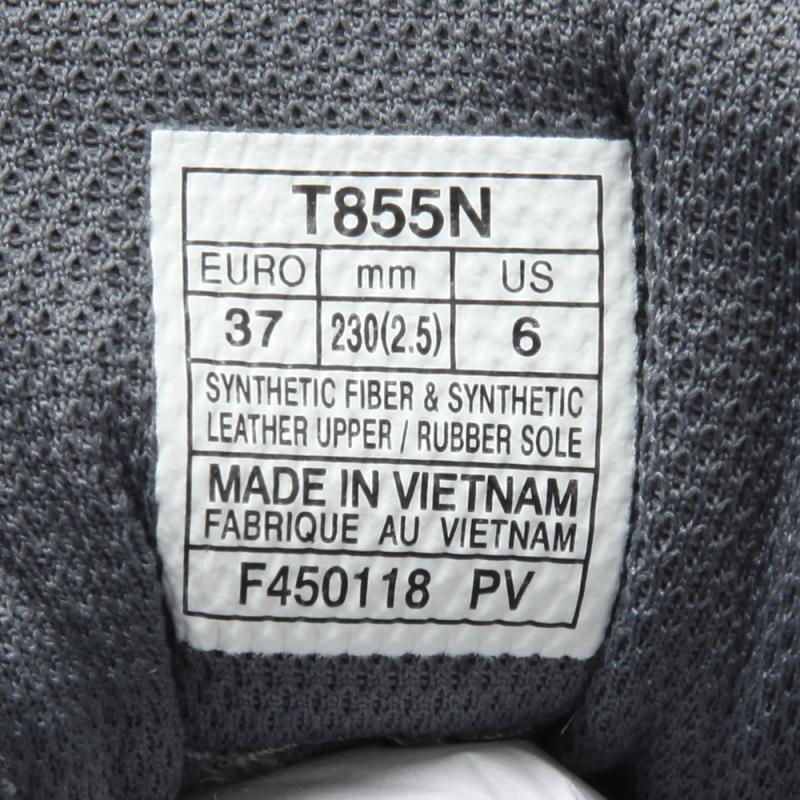 T855N
EURO mm US
37 230(2.5) 6
SYNTHETIC FIBER & SYNTHETIC
LEATHER UPPER / RUBBER SOLE
MADE IN VIETNAM
FABRIQUE AU VIETNAM
F450118 PV